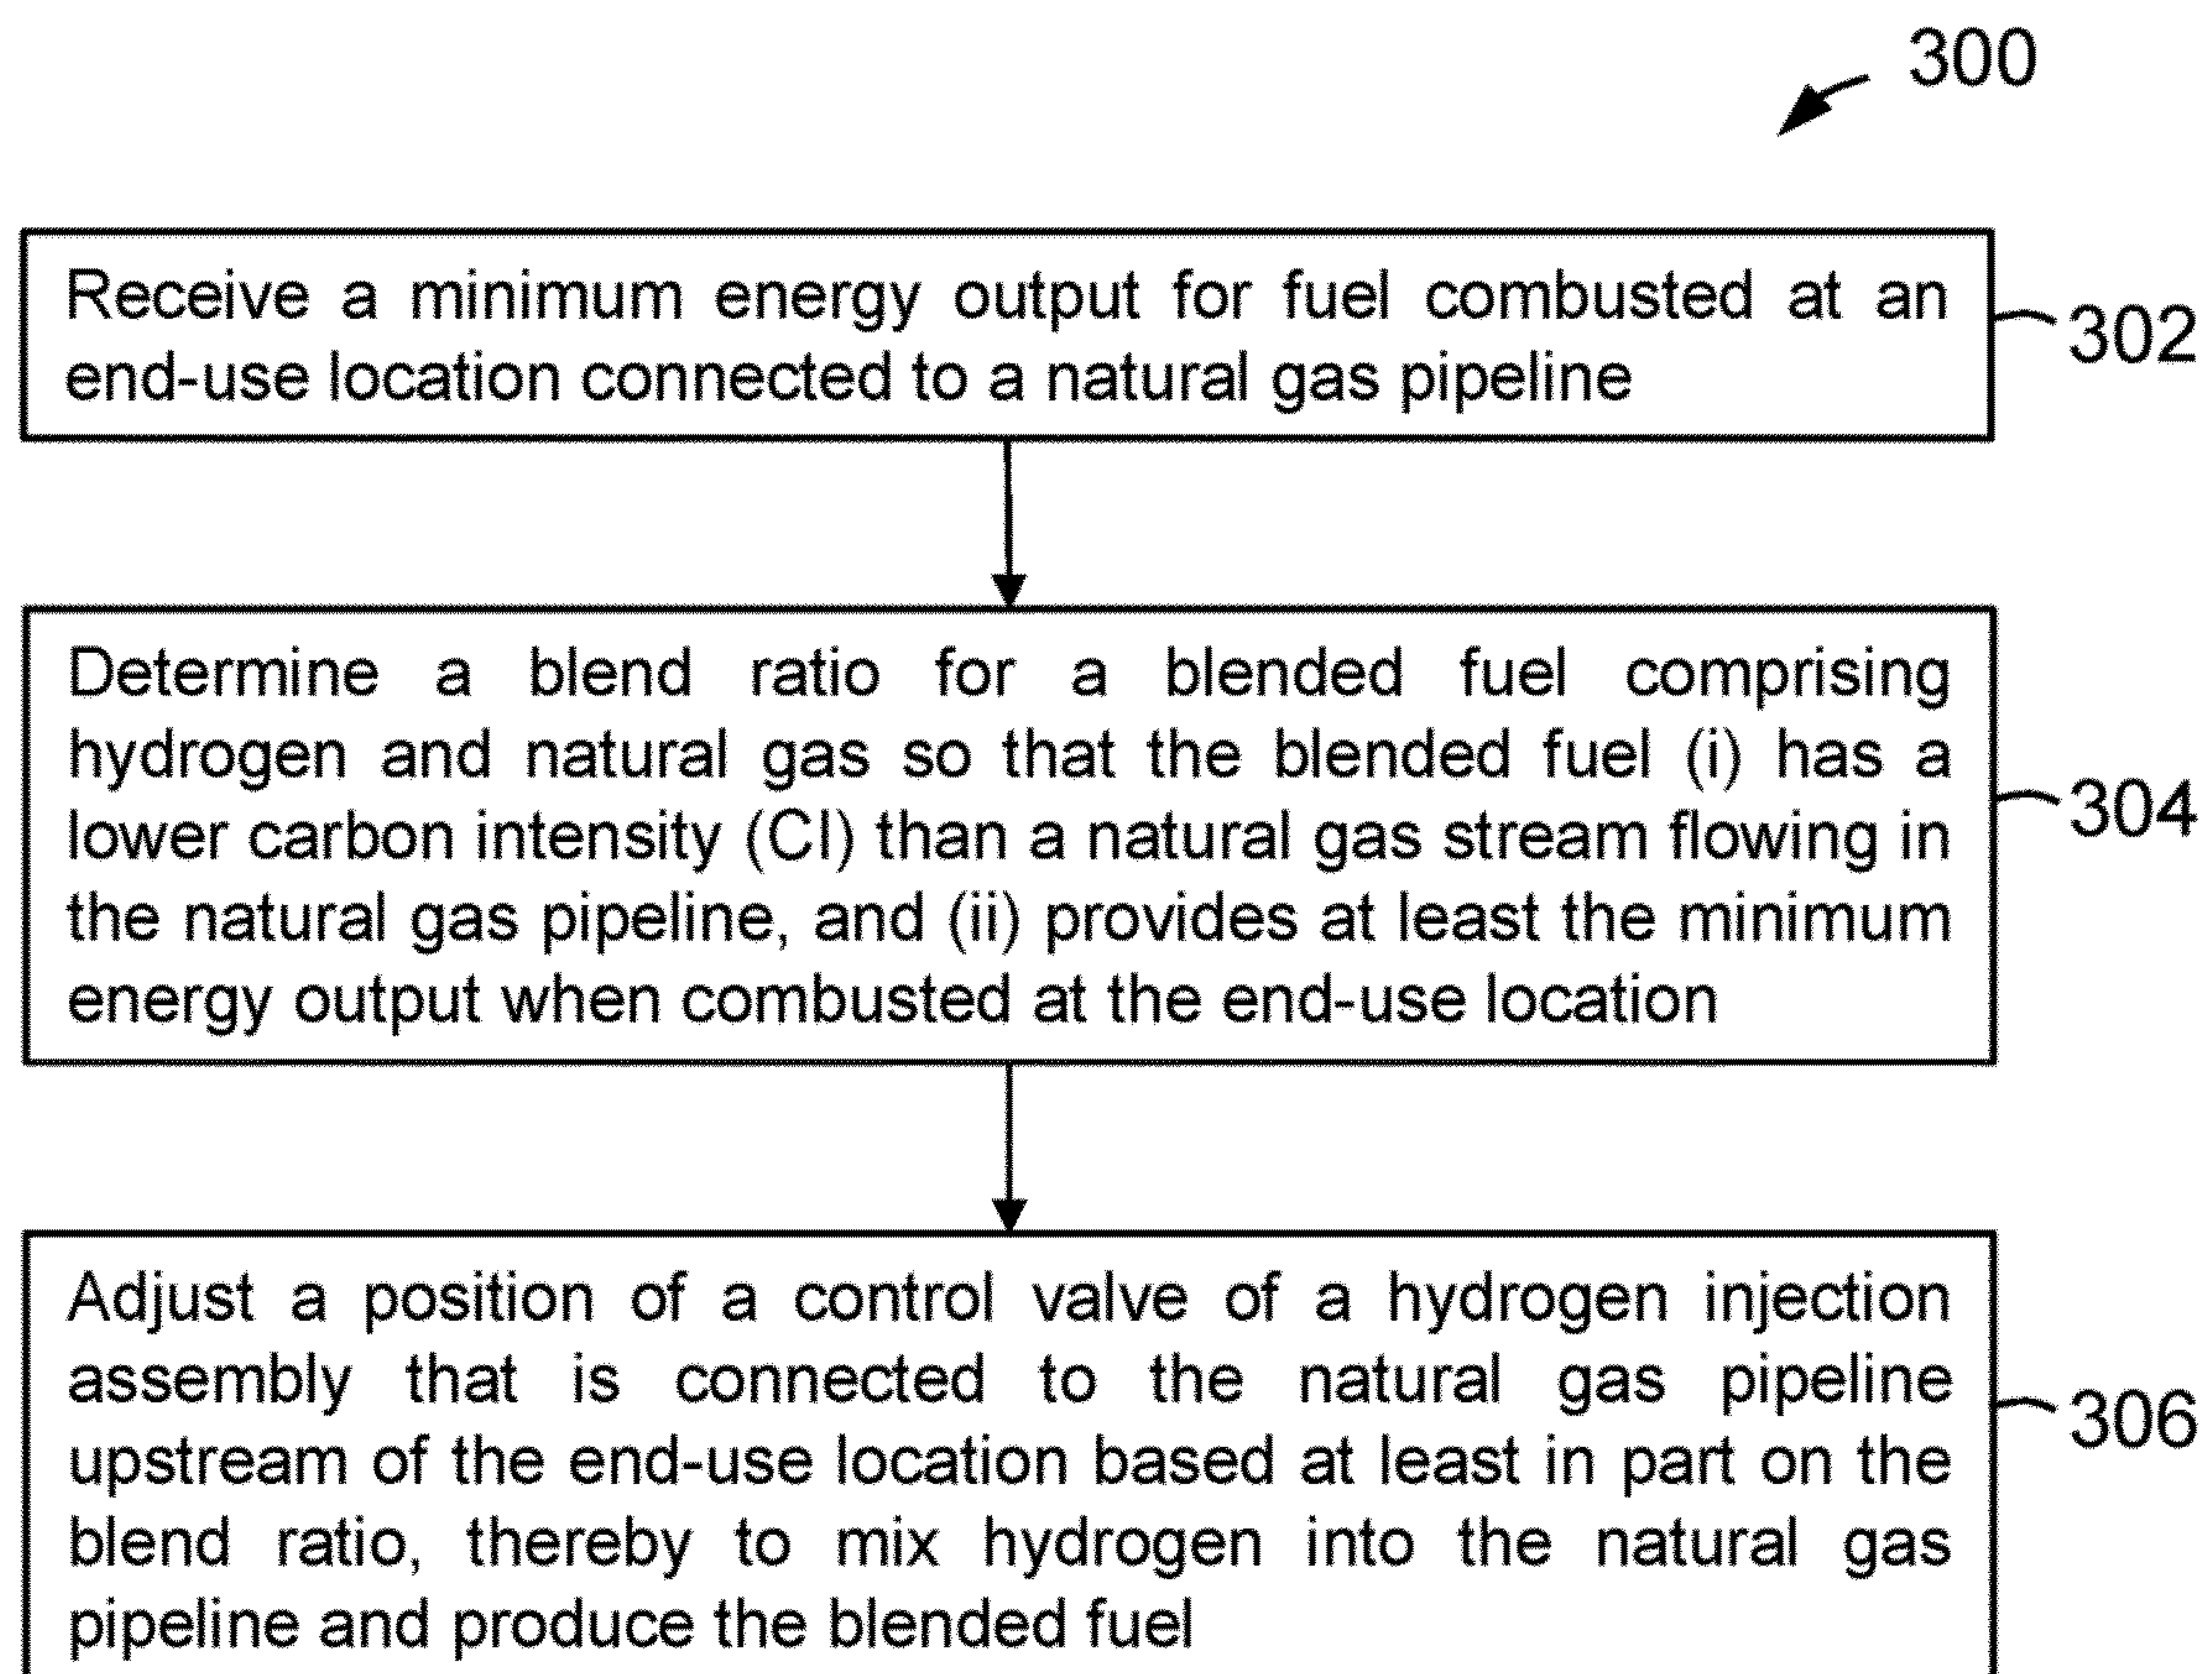 300
Receive a minimum energy output for fuel combusted at an
end-use location connected to a natural gas pipeline
302
Determine a blend ratio for a blended fuel comprising
hydrogen and natural gas so that the blended fuel (i) has a
lower carbon intensity (CI) than a natural gas stream flowing in
the natural gas pipeline, and (ii) provides at least the minimum
energy output when combusted at the end-use location
304
Adjust a position of a control valve of a hydrogen injection
assembly that is connected to the natural gas pipeline
upstream of the end-use location based at least in part on the
blend ratio, thereby to mix hydrogen into the natural gas
pipeline and produce the blended fuel
306